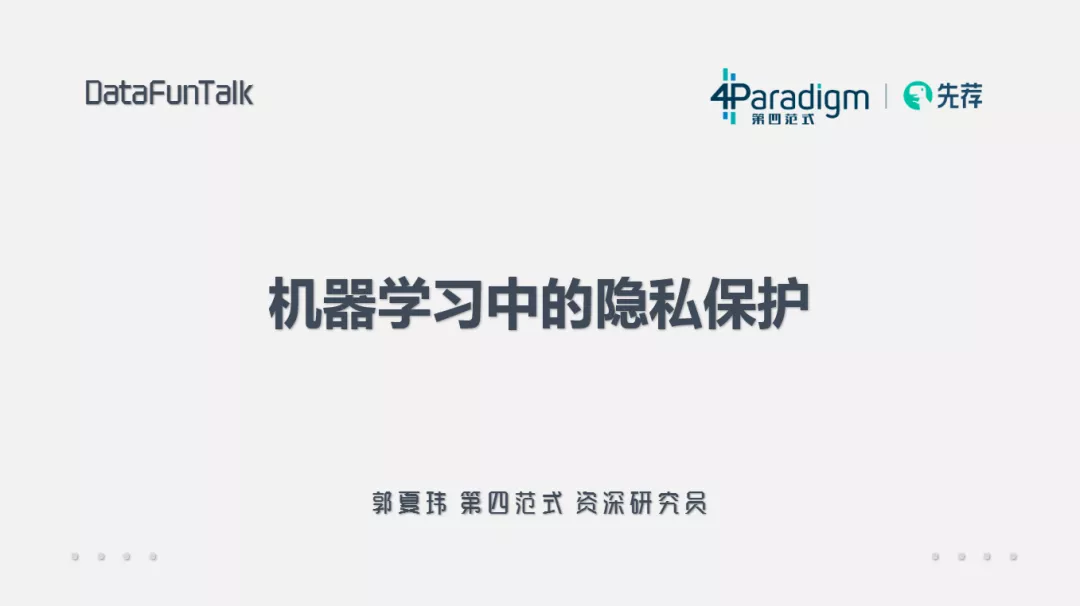 DataFunTalk
4Paradigm
第四范式
先荐
机器学习中的隐私保护
郭夏玮 第四范式 资深研究员